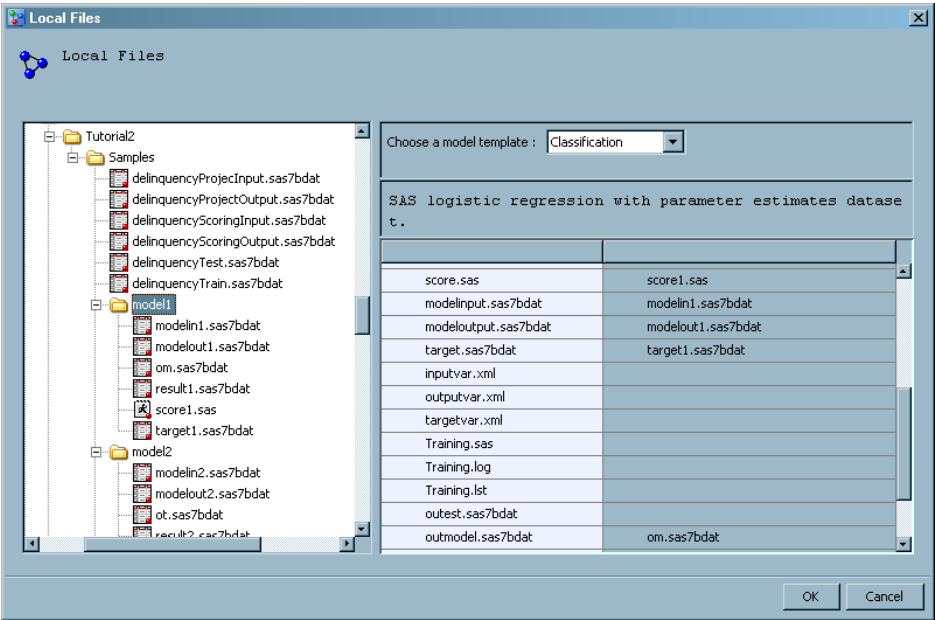 Local Files
Local Files
Tutorial2
Samples
delinquencyProjecInput.sas7bdat
delinquencyProjectOutput.sas7bdat
delinquencyScoringInput.sas7bdat
delinquencyScoringOutput.sas7bdat
delinquencyTest.sas7bdat
delinquencyTrain.sas7bdat
model1
modelin1.sas7bdat
modelout1.sas7bdat
om.sas7bdat
result1.sas7bdat
score1.sas
target1.sas7bdat
model2
modelin2.sas7bdat
modelout2.sas7bdat
ot.sas7bdat
result2.sas7bdat
Choose a model template : Classification
SAS logistic regression with parameter estimates datase
t.
score.sas score1.sas
modelinput.sas7bdat modelin1.sas7bdat
modeloutput.sas7bdat modelout1.sas7bdat
target.sas7bdat target1.sas7bdat
inputvar.xml
outputvar.xml
targetvar.xml
Training.sas
Training.log
Training.lst
outest.sas7bdat
outmodel.sas7bdat om.sas7bdat
OK Cancel